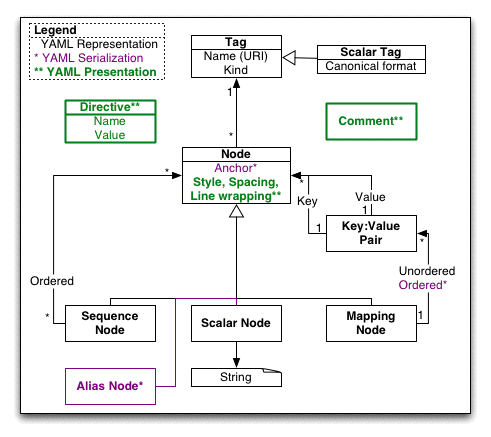 Legend
YAML Representation
* YAML Serialization
** YAML Presentation
Tag
Name (URI)
Kind
Scalar Tag
Canonical format
1
Directive**
Name
Value
Comment**
*
Node
Anchor*
Style, Spacing,
Line wrapping**
*
*
Key
Value
1
1
Key:Value
Pair
*
Ordered
Unordered
Ordered*
*
1
Sequence
Node
Scalar Node
Mapping
Node
Alias Node*
String